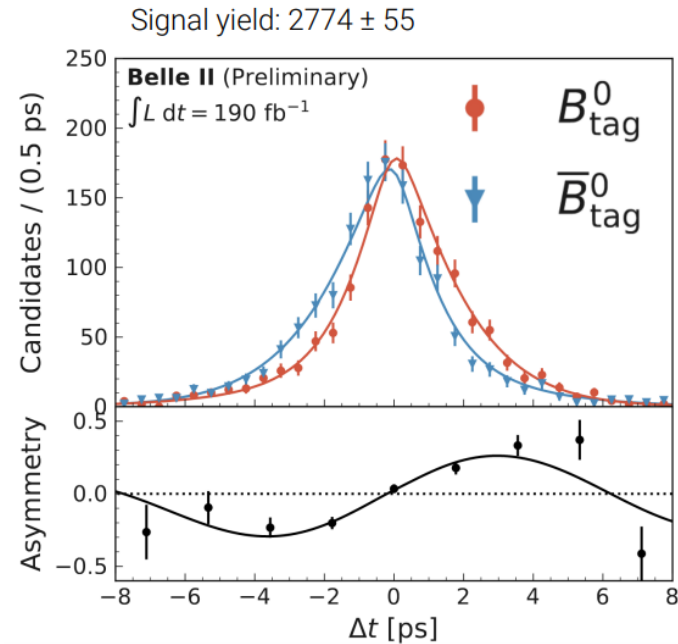 Signal yield: 2774 ± 55
Belle II (Preliminary)
∫L dt = 190 fb⁻¹
B⁰tag
B̅⁰tag
Candidates / (0.5 ps)
250
200
150
100
50
0
Asymmetry
0.5
0.0
−0.5
−8 −6 −4 −2 0 2 4 6 8
Δt [ps]